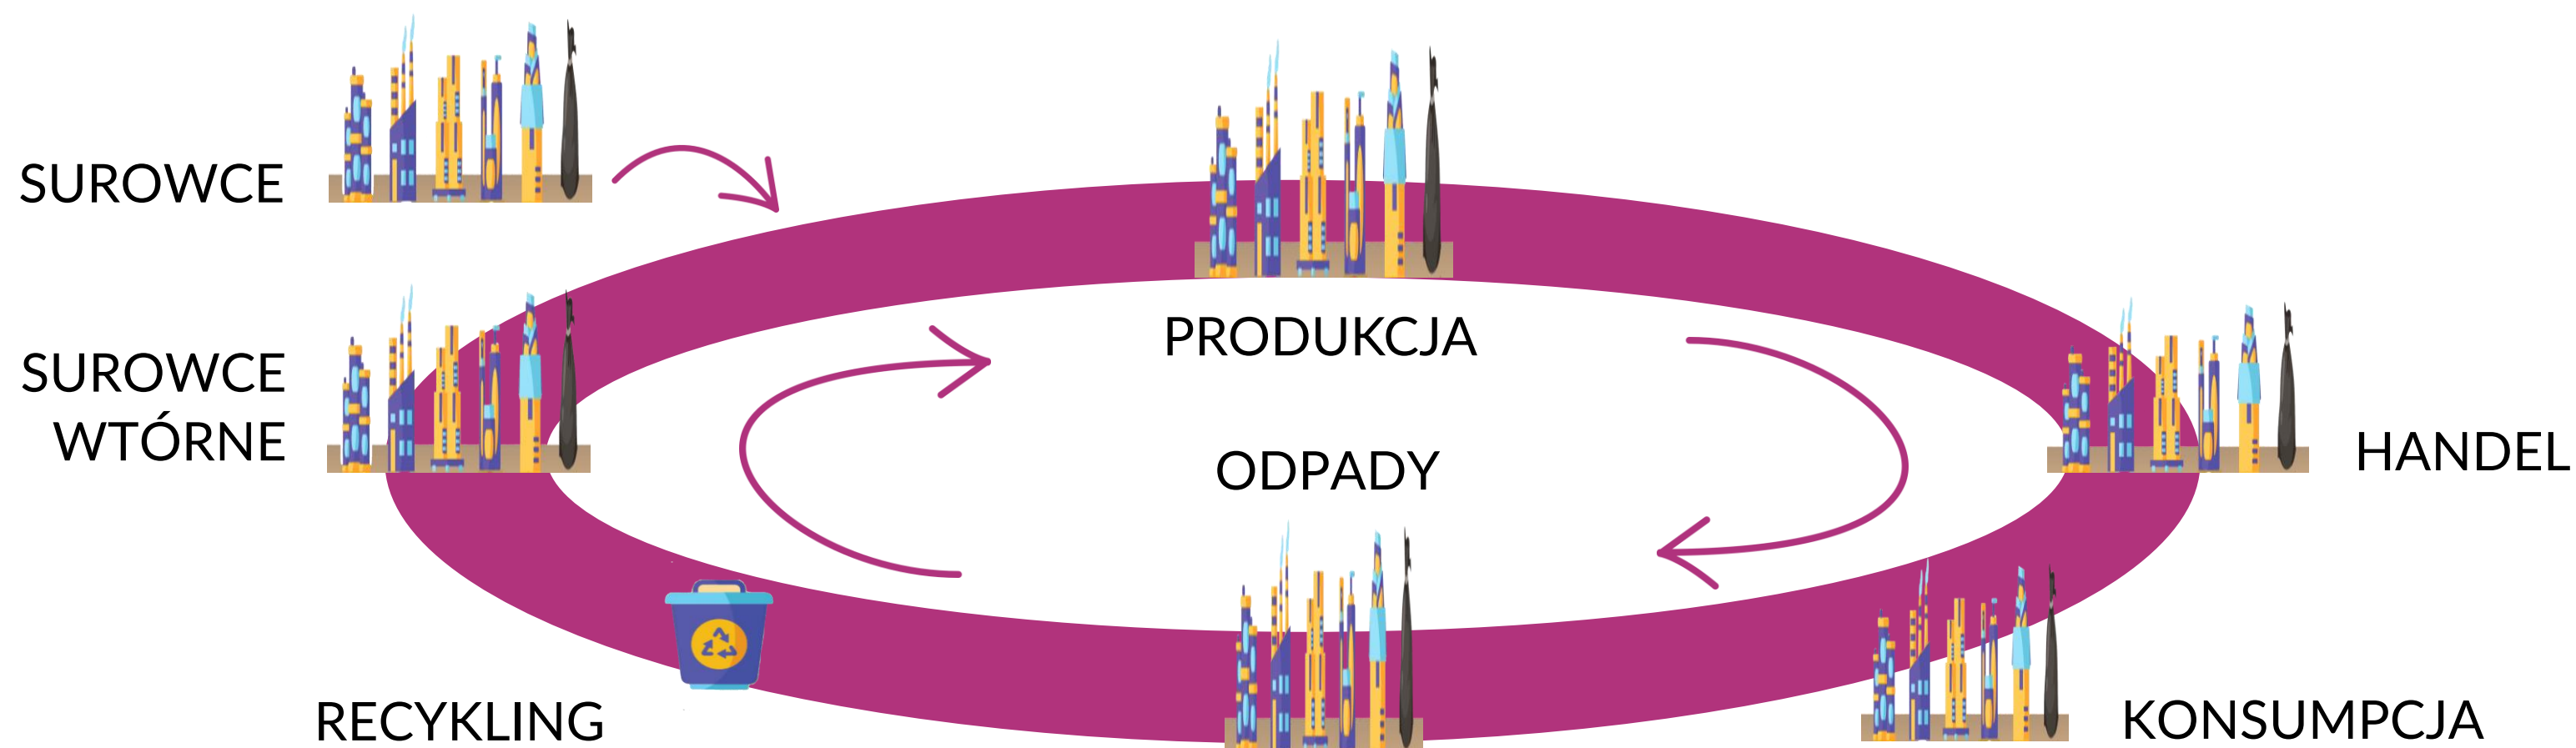 SUROWCE
SUROWCE
WTÓRNE
PRODUKCJA
ODPADY
HANDEL
RECYKLING
KONSUMPCJA